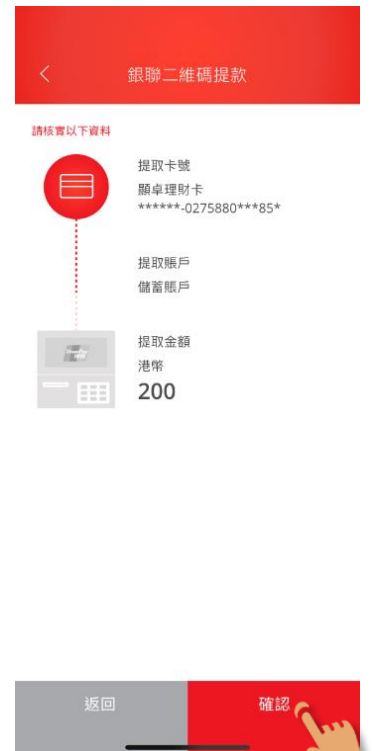 銀聯二維碼提款
請核實以下資料
提取卡號
顯卓理財卡
******-0275880***85*
提取賬戶
儲蓄賬戶
提取金額
港幣
200
返回
確認